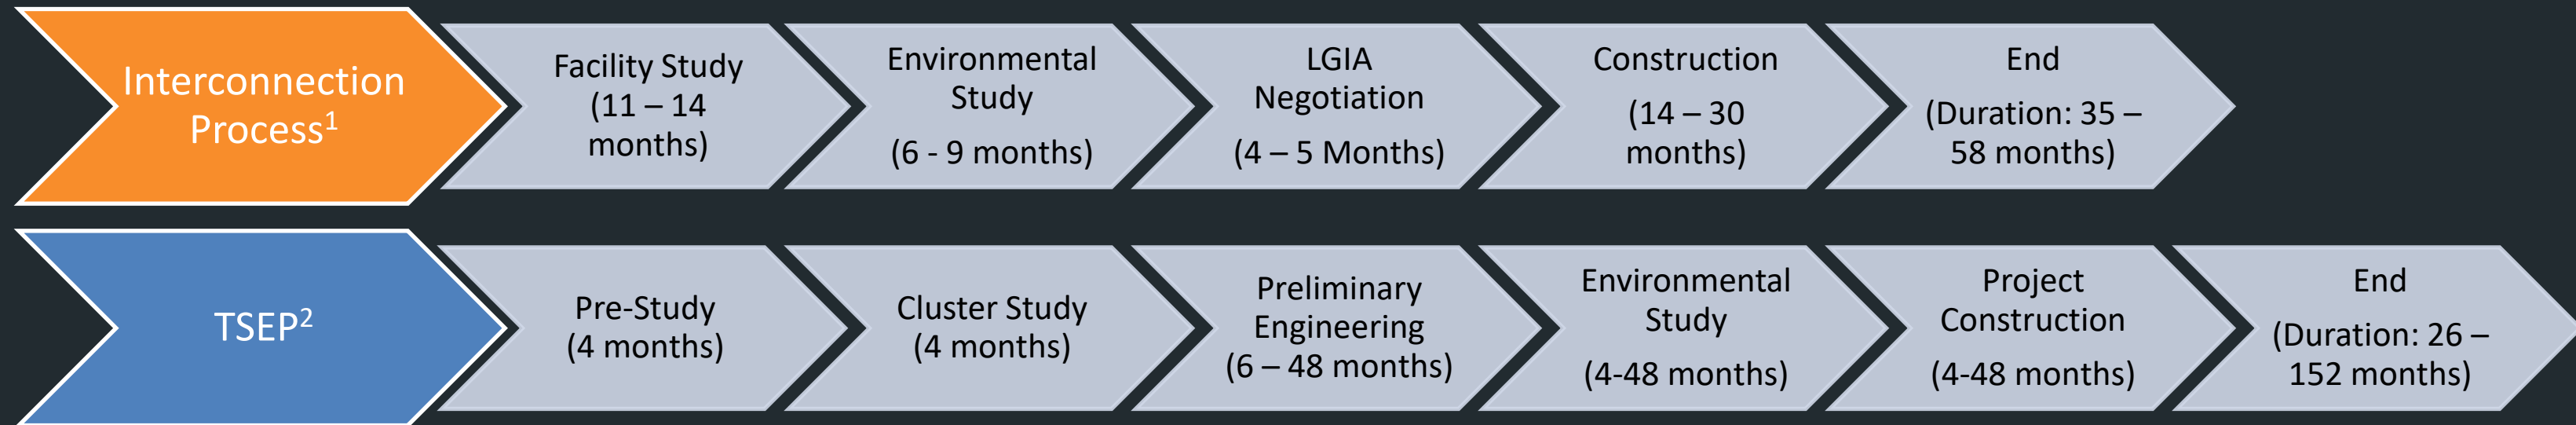 Interconnection
Process¹
Facility Study
(11 – 14
months)
Environmental
Study
(6 - 9 months)
LGIA
Negotiation
(4 – 5 Months)
Construction
(14 – 30
months)
End
(Duration: 35 –
58 months)
TSEP²
Pre-Study
(4 months)
Cluster Study
(4 months)
Preliminary
Engineering
(6 – 48 months)
Environmental
Study
(4-48 months)
Project
Construction
(4-48 months)
End
(Duration: 26 –
152 months)